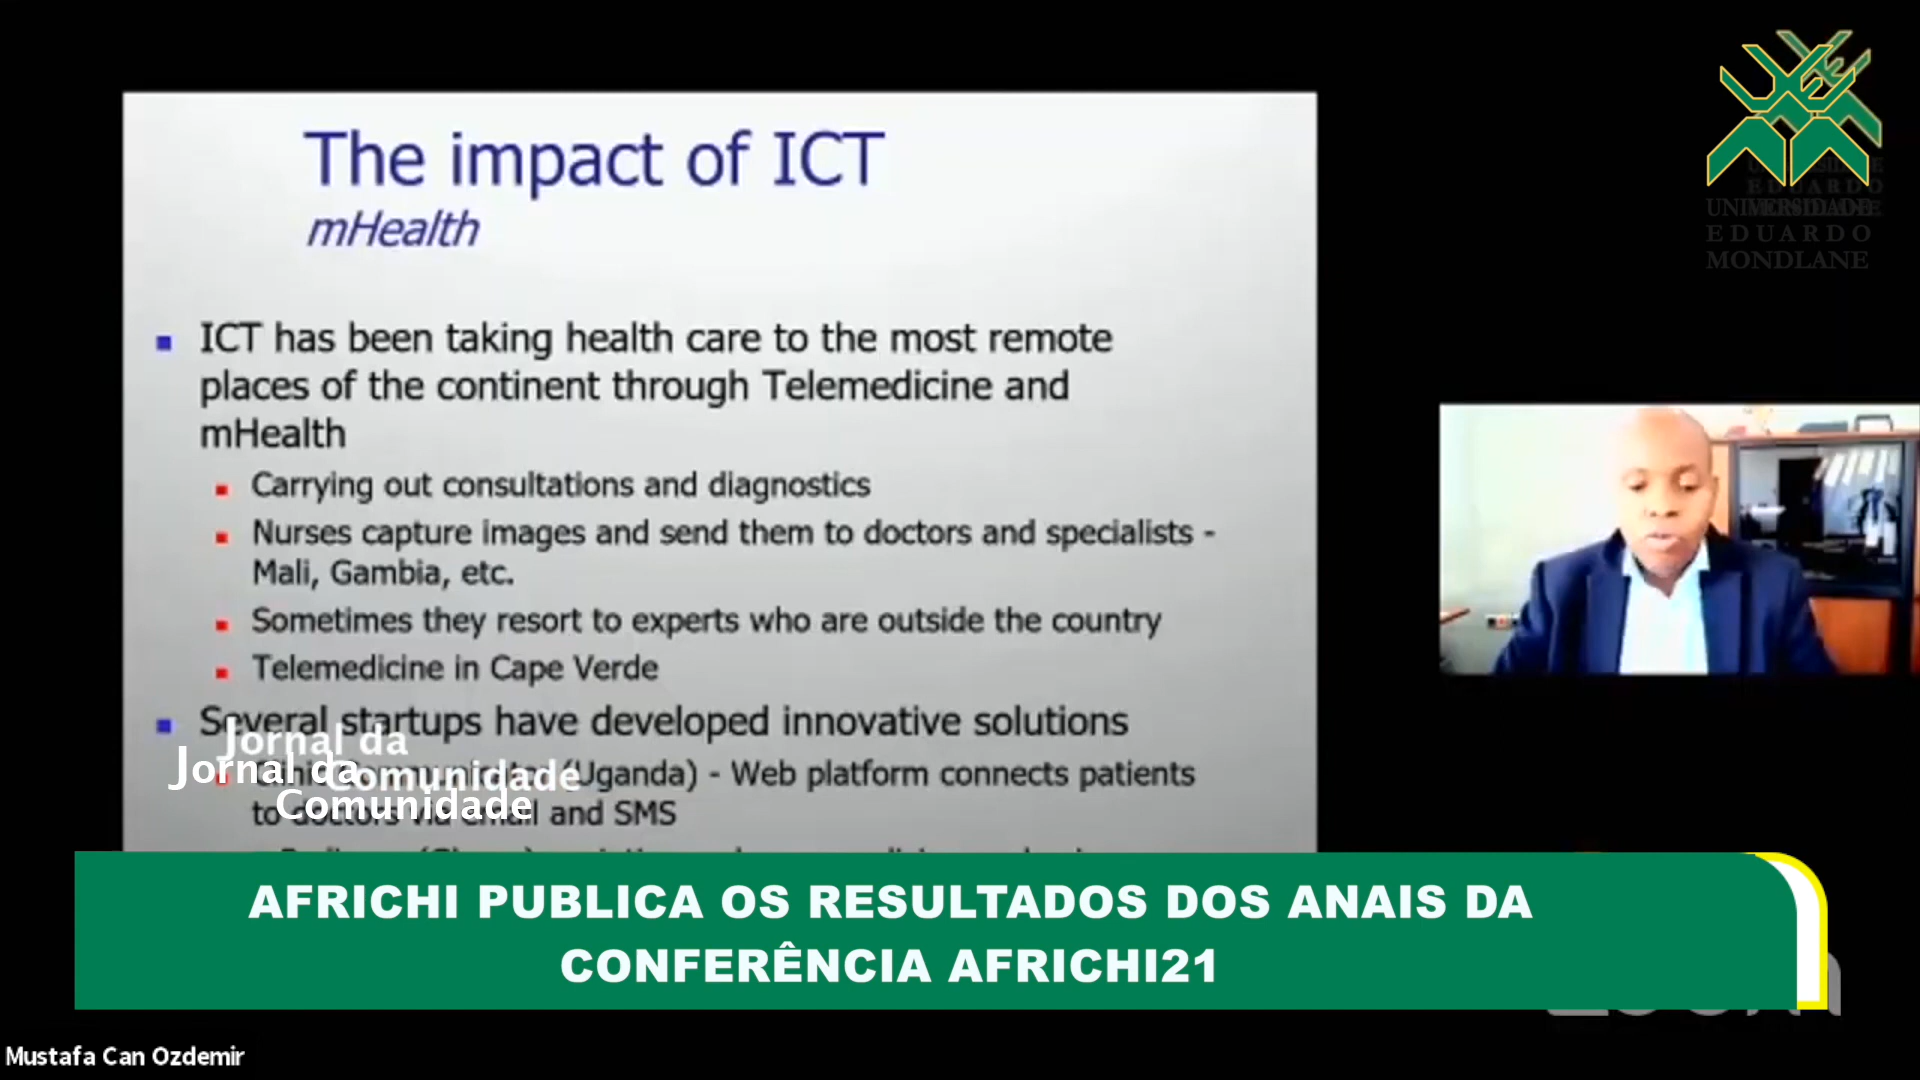 The impact of ICT
mHealth
ICT has been taking health care to the most remote
places of the continent through Telemedicine and
mHealth
Carrying out consultations and diagnostics
Nurses capture images and send them to doctors and specialists -
Mali, Gambia, etc.
Sometimes they resort to experts who are outside the country
Telemedicine in Cape Verde
Several startups have developed innovative solutions
(Uganda) - Web platform connects patients
to doctors via email and SMS
Jornal da
Comunidade
Jornal da
Comunidade
AFRICHI PUBLICA OS RESULTADOS DOS ANAIS DA
CONFERÊNCIA AFRICHI21
Mustafa Can Ozdemir
UNIVERSIDADE
EDUARDO
MONDLANE